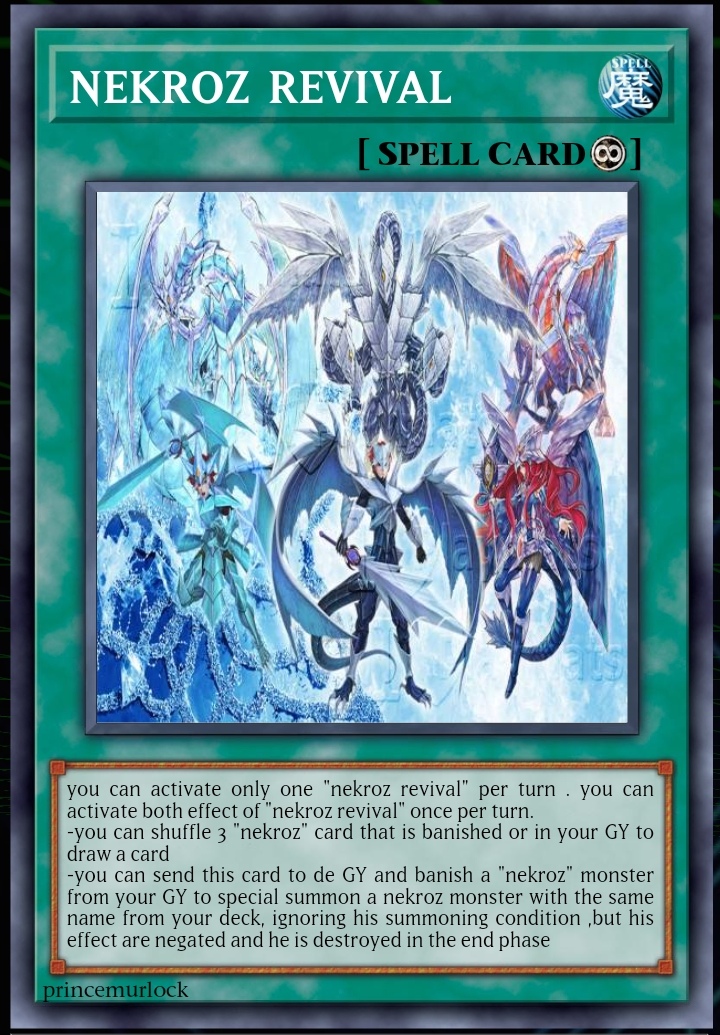 NEKROZ REVIVAL
SPELL
魔
[ SPELL CARD ]
you can activate only one "nekroz revival" per turn . you can
activate both effect of "nekroz revival" once per turn.
-you can shuffle 3 "nekroz" card that is banished or in your GY to
draw a card
-you can send this card to de GY and banish a "nekroz" monster
from your GY to special summon a nekroz monster with the same
name from your deck, ignoring his summoning condition ,but his
effect are negated and he is destroyed in the end phase
princemurlock